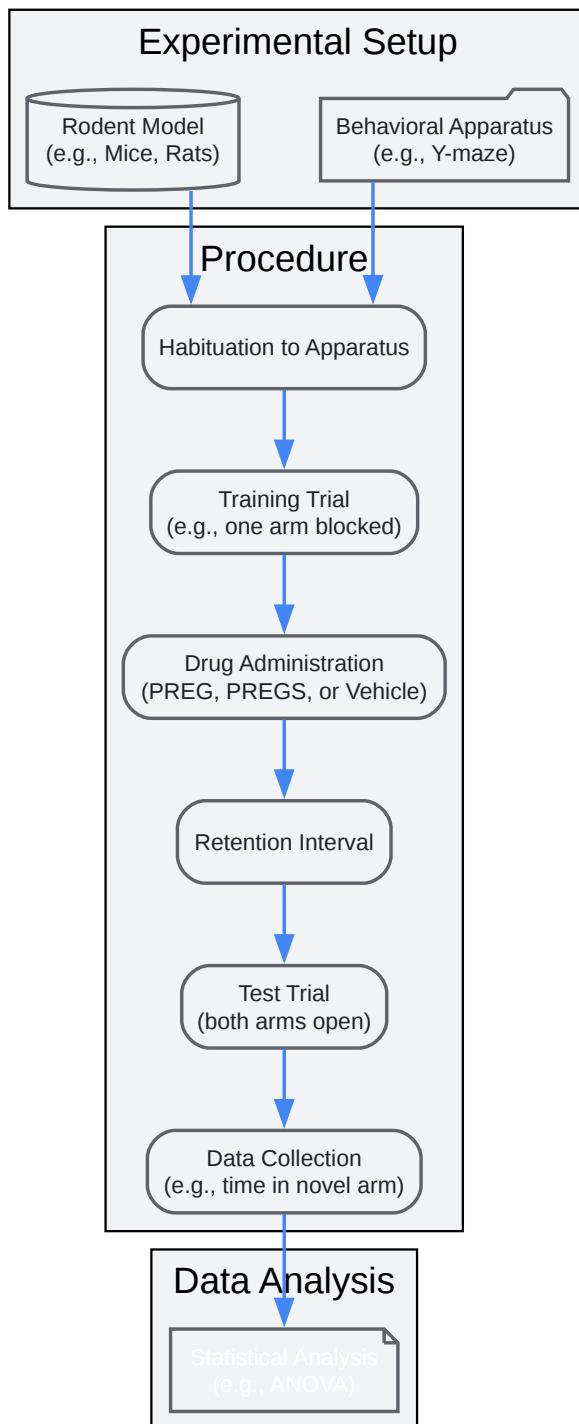 Experimental Setup
Rodent Model
(e.g., Mice, Rats)
Behavioral Apparatus
(e.g., Y-maze)
Procedure
Habituation to Apparatus
Training Trial
(e.g., one arm blocked)
Drug Administration
(PREG, PREGS, or Vehicle)
Retention Interval
Test Trial
(both arms open)
Data Collection
(e.g., time in novel arm)
Data Analysis
Statistical Analysis
(e.g., ANOVA)